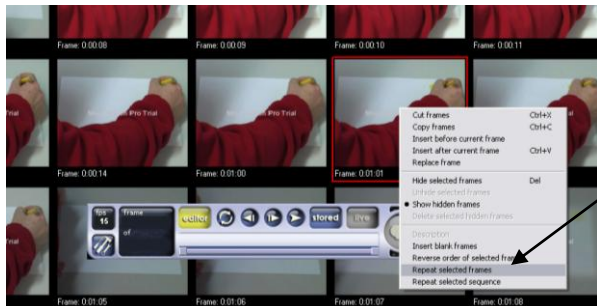 Frame: 0:00:08
Frame: 0:00:09
Frame: 0:00:10
Frame: 0:00:11
Pro Trial
Pro Trial
Frame: 0:00:14
Frame: 0:01:00
Frame: 0:01:01
Cut frames Ctrl+X
Copy frames Ctrl+C
Insert before current frame
Insert after current frame Ctrl+V
Replace frame
Hide selected frames Del
Unhide selected frames
Show hidden frames
Delete selected hidden frames
Description
Insert blank frames
Reverse order of selected fram
Repeat selected frames
Repeat selected sequence
fps
15
frame
of
editor
stored
live
Frame: 0:01:05
Frame: 0:01:06
Frame: 0:01:07
Frame: 0:01:08